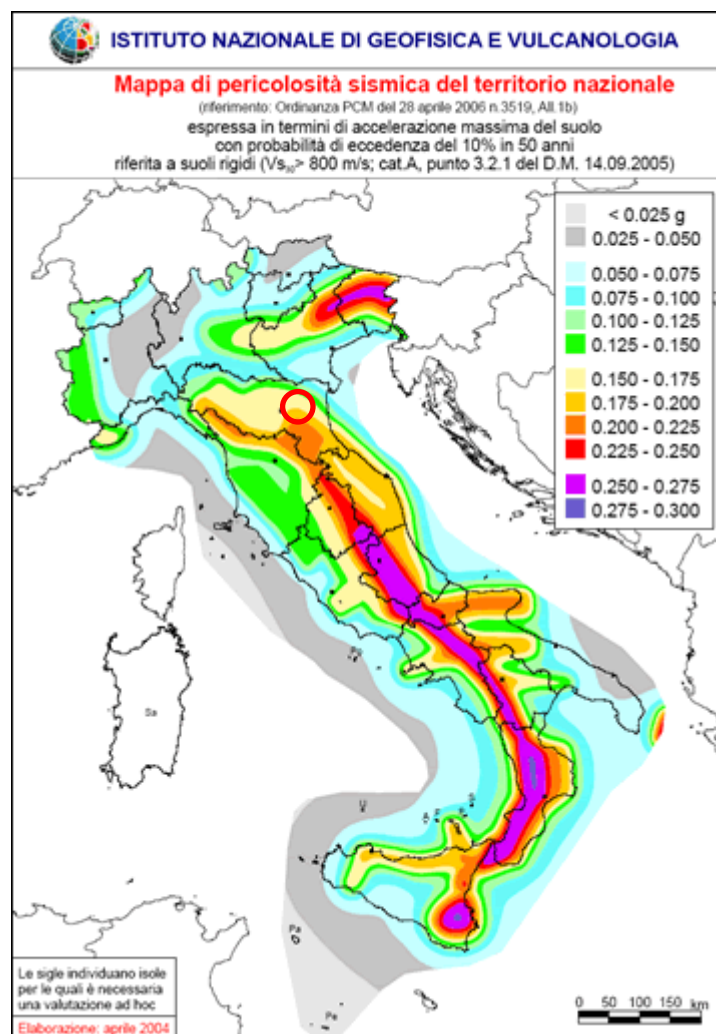 ISTITUTO NAZIONALE DI GEOFISICA E VULCANOLOGIA
Mappa di pericolosità sismica del territorio nazionale
(riferimento: Ordinanza PCM del 28 aprile 2006 n.3519, All.1b)
espressa in termini di accelerazione massima del suolo
con probabilità di eccedenza del 10% in 50 anni
riferita a suoli rigidi (Vs₃₀> 800 m/s; cat.A, punto 3.2.1 del D.M. 14.09.2005)
< 0.025 g
0.025 - 0.050
0.050 - 0.075
0.075 - 0.100
0.100 - 0.125
0.125 - 0.150
0.150 - 0.175
0.175 - 0.200
0.200 - 0.225
0.225 - 0.250
0.250 - 0.275
0.275 - 0.300
Sa
U
A
F
S
Pa
Pe
Le sigle individuano isole
per le quali è necessaria
una valutazione ad hoc
Elaborazione: aprile 2004
0 50 100 150 200
km